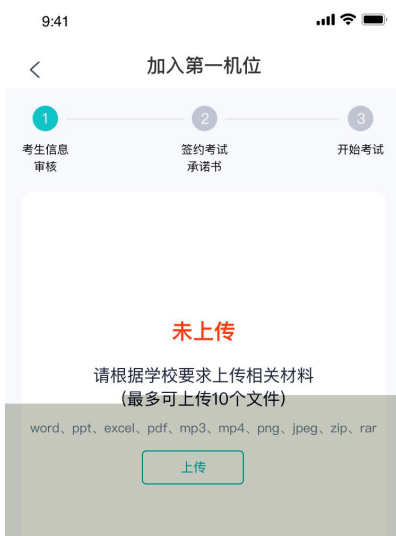 9:41
加入第一机位
1
2
3
考生信息
审核
签约考试
承诺书
开始考试
未上传
请根据学校要求上传相关材料
(最多可上传10个文件)
word、ppt、excel、pdf、mp3、mp4、png、jpeg、zip、rar
上传